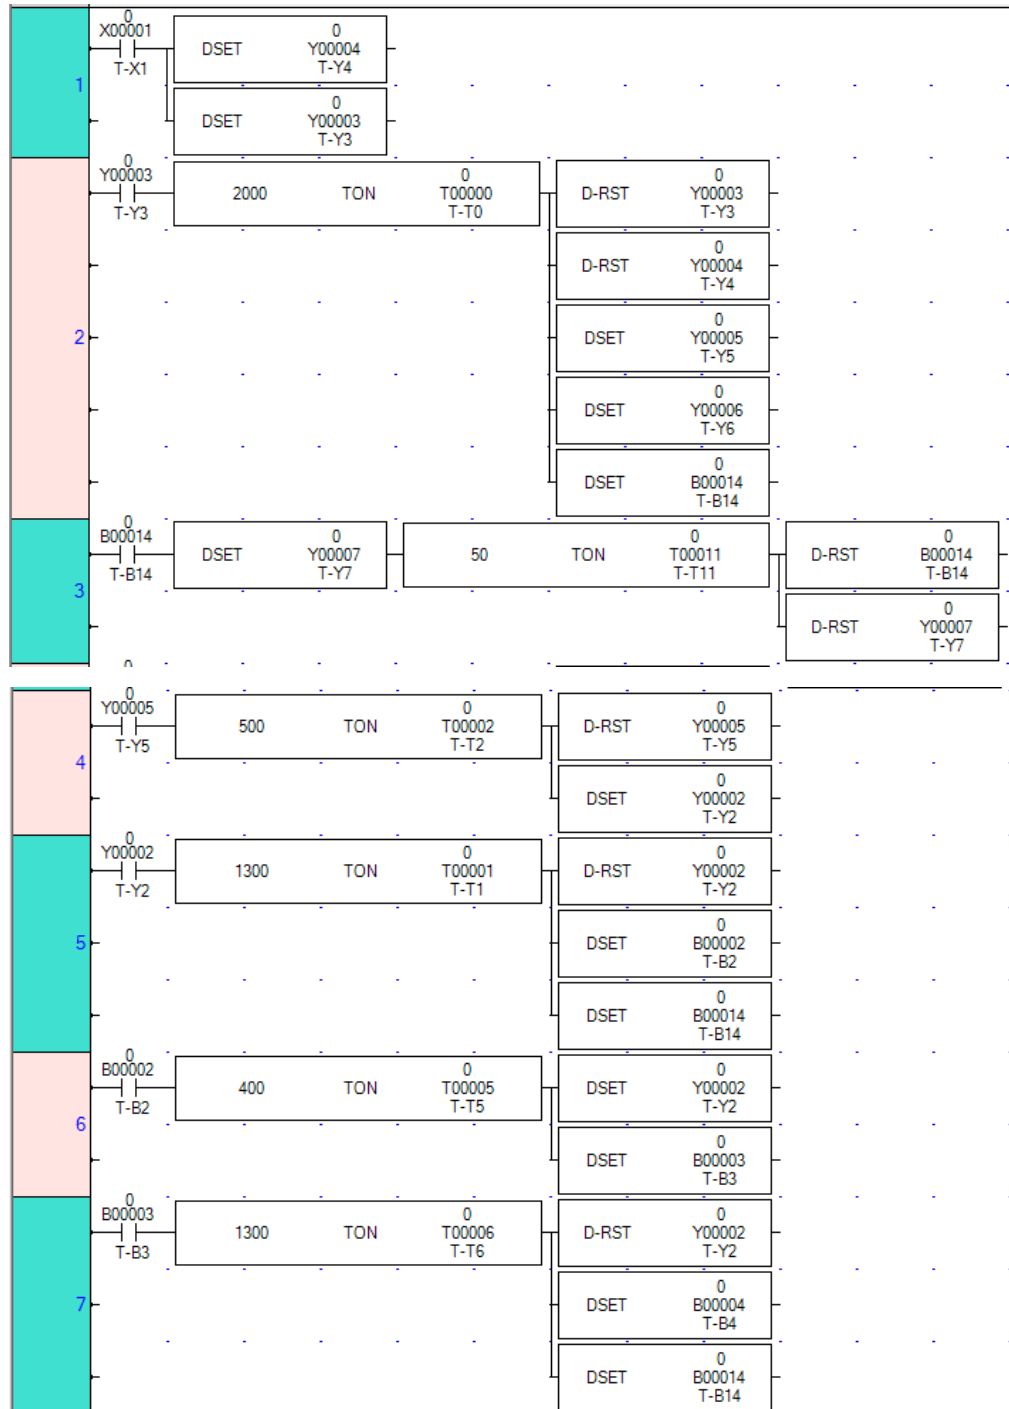 0
X00001
T-X1
DSET
0
Y00004
T-Y4
1
DSET
0
Y00003
T-Y3
0
Y00003
T-Y3
2000 TON
0
T00000
T-T0
D-RST
0
Y00003
T-Y3
D-RST
0
Y00004
T-Y4
2
DSET
0
Y00005
T-Y5
DSET
0
Y00006
T-Y6
DSET
0
B00014
T-B14
0
B00014
T-B14
DSET
0
Y00007
T-Y7
50 TON
0
T00011
T-T11
D-RST
0
B00014
T-B14
3
D-RST
0
Y00007
T-Y7
0
Y00005
T-Y5
500 TON
0
T00002
T-T2
D-RST
0
Y00005
T-Y5
4
DSET
0
Y00002
T-Y2
0
Y00002
T-Y2
1300 TON
0
T00001
T-T1
D-RST
0
Y00002
T-Y2
5
DSET
0
B00002
T-B2
DSET
0
B00014
T-B14
0
B00002
T-B2
400 TON
0
T00005
T-T5
DSET
0
Y00002
T-Y2
6
DSET
0
B00003
T-B3
0
B00003
T-B3
1300 TON
0
T00006
T-T6
D-RST
0
Y00002
T-Y2
7
DSET
0
B00004
T-B4
DSET
0
B00014
T-B14